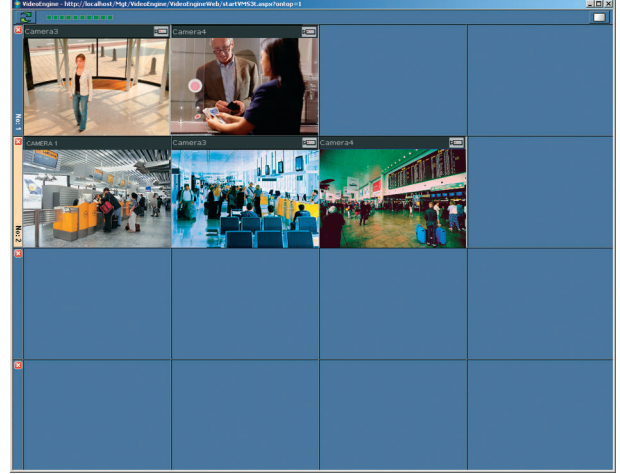 VideoEngine - http://localhost/Mgt/VideoEngine/VideoEngineWeb/startVMS3t.aspx?ontop=1
Camera3
Camera4
No: 1
CAMERA 1
Camera3
Camera4
No: 2